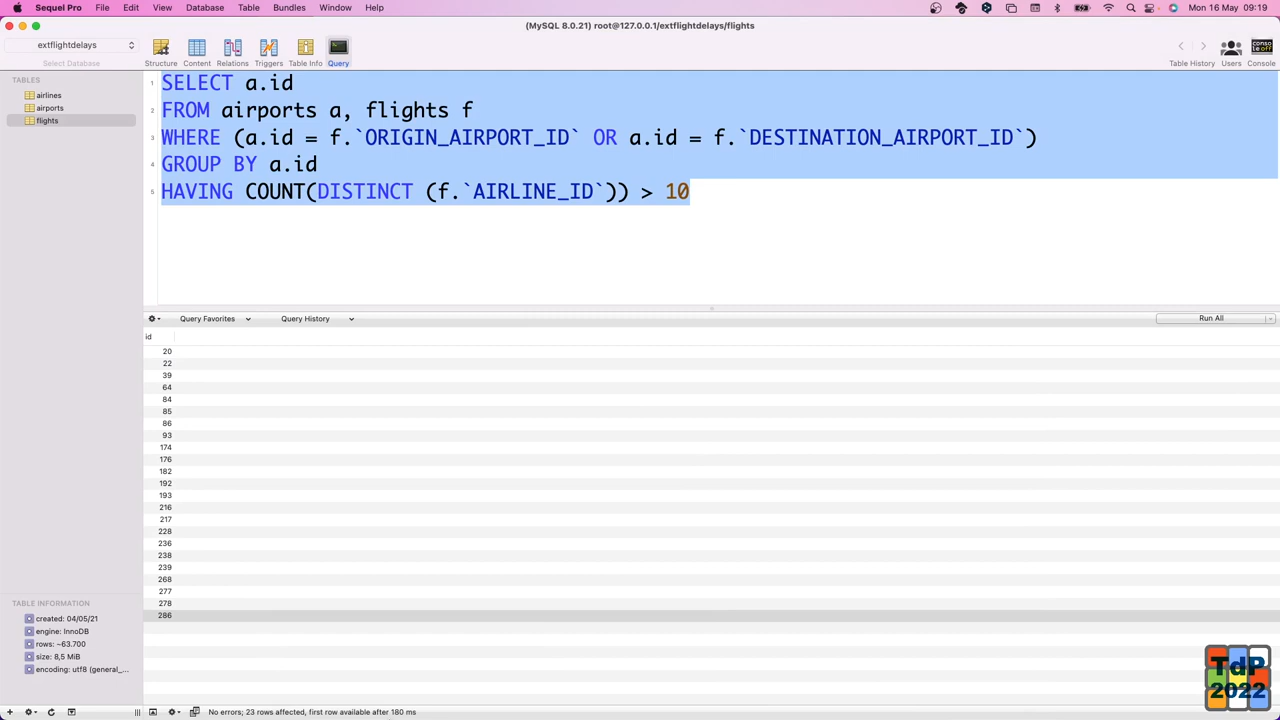 Sequel Pro File Edit View Database Table Bundles Window Help
Mon 16 May 09:19
(MySQL 8.0.21) root@127.0.0.1/extflightdelays/flights
extflightdelays
Select Database
Structure Content Relations Triggers Table Info Query
Table History Users Console
console off
TABLES
airlines
airports
flights
1 SELECT a.id
2 FROM airports a, flights f
3 WHERE (a.id = f.`ORIGIN_AIRPORT_ID` OR a.id = f.`DESTINATION_AIRPORT_ID`)
4 GROUP BY a.id
5 HAVING COUNT(DISTINCT (f.`AIRLINE_ID`)) > 10
Query Favorites Query History Run All
id
20
22
39
64
84
85
86
93
174
176
182
192
193
216
217
228
236
238
239
268
277
278
286
TABLE INFORMATION
created: 04/05/21
engine: InnoDB
rows: ~63.700
size: 8,5 MiB
encoding: utf8 (general_...
No errors; 23 rows affected, first row available after 180 ms
TdP
2022